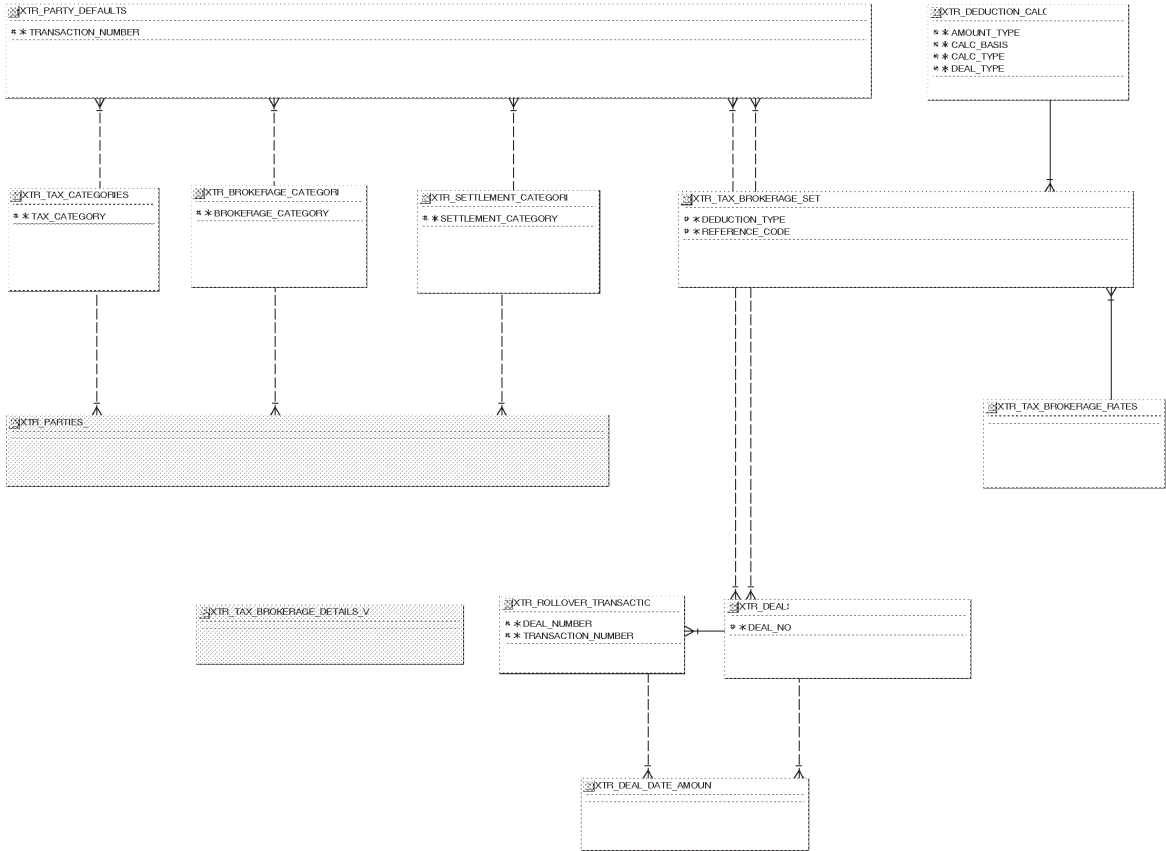 XTR_PARTY_DEFAULTS
# * TRANSACTION_NUMBER
XTR_DEDUCTION_CALC
# * AMOUNT_TYPE
# * CALC_BASIS
# * CALC_TYPE
# * DEAL_TYPE
XTR_TAX_CATEGORIES
# * TAX_CATEGORY
XTR_BROKERAGE_CATEGORI
# * BROKERAGE_CATEGORY
XTR_SETTLEMENT_CATEGORI
# * SETTLEMENT_CATEGORY
XTR_TAX_BROKERAGE_SET
# * DEDUCTION_TYPE
# * REFERENCE_CODE
XTR_PARTIES_
XTR_TAX_BROKERAGE_RATES
XTR_TAX_BROKERAGE_DETAILS_V
XTR_ROLLOVER_TRANSACTIC
# * DEAL_NUMBER
# * TRANSACTION_NUMBER
XTR_DEALS
# * DEAL_NO
XTR_DEAL_DATE_AMOUN